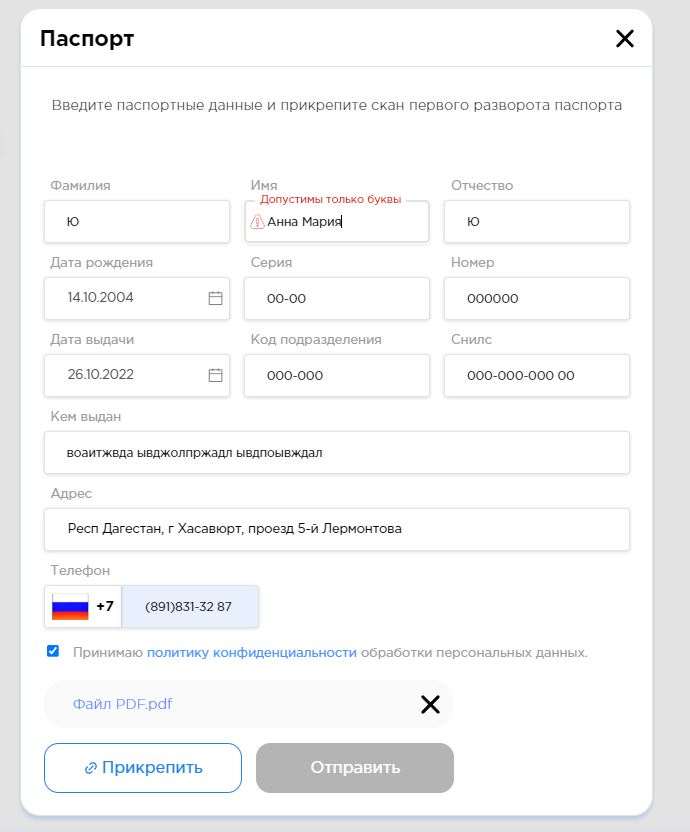 Паспорт
Введите паспортные данные и прикрепите скан первого разворота паспорта
Фамилия Имя Отчество
Допустимы только буквы
Ю Анна Мария Ю
Дата рождения Серия Номер
14.10.2004 00-00 000000
Дата выдачи Код подразделения Снилс
26.10.2022 000-000 000-000-000 00
Кем выдан
воаитжвда ывджолпржадл ывдпоывждал
Адрес
Респ Дагестан, г Хасавюрт, проезд 5-й Лермонтова
Телефон
+7 (891)831-32 87
Принимаю политику конфиденциальности обработки персональных данных.
Файл PDF.pdf
Прикрепить Отправить